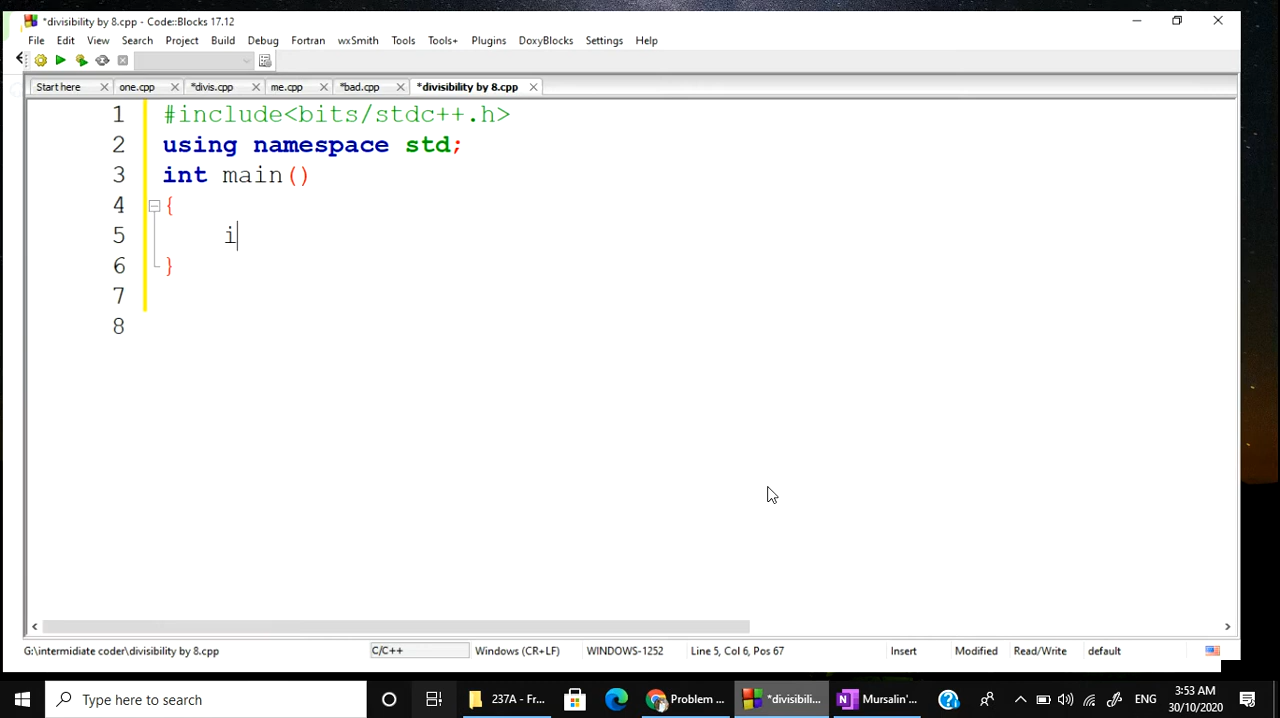 *divisibility by 8.cpp - Code::Blocks 17.12
File Edit View Search Project Build Debug Fortran wxSmith Tools Tools+ Plugins DoxyBlocks Settings Help
Start here one.cpp *divis.cpp me.cpp *bad.cpp *divisibility by 8.cpp
1 #include<bits/stdc++.h>
2 using namespace std;
3 int main()
4 {
5 i
6 }
7
8
G:\intermidiate coder\divisibility by 8.cpp C/C++ Windows (CR+LF) WINDOWS-1252 Line 5, Col 6, Pos 67 Insert Modified Read/Write default
Type here to search 237A - Fr... Problem ... *divisibili... Mursalin'... ENG 3:53 AM
30/10/2020